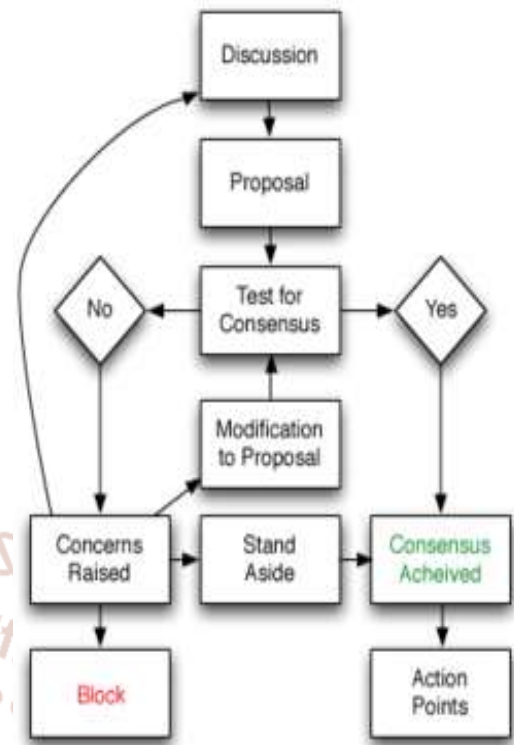 Discussion
Proposal
No
Test for
Consensus
Yes
Modification
to Proposal
Concerns
Raised
Stand
Aside
Consensus
Acheived
Block
Action
Points